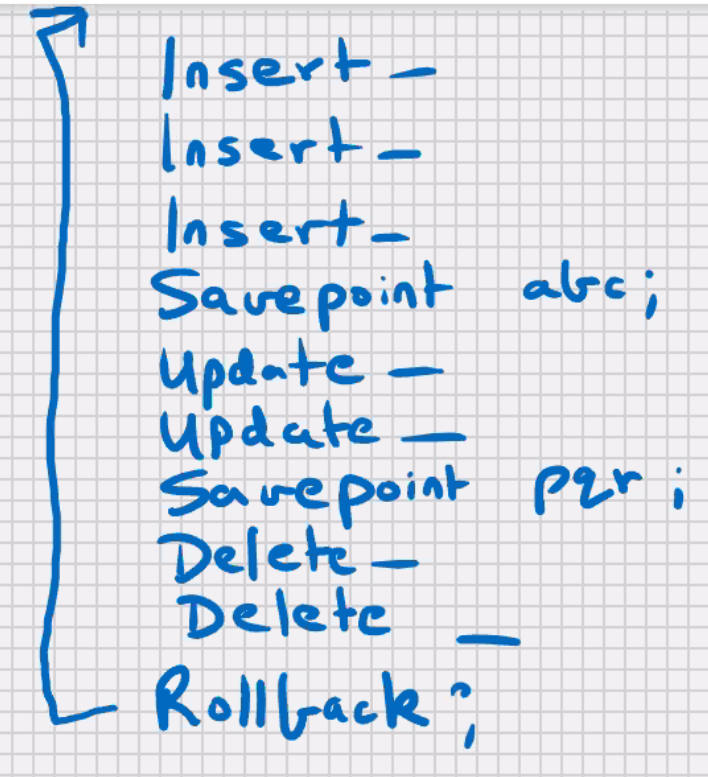 Insert —
Insert —
Insert —
Savepoint abc;
Update —
Update —
Savepoint pqr;
Delete —
Delete —
Rollback;